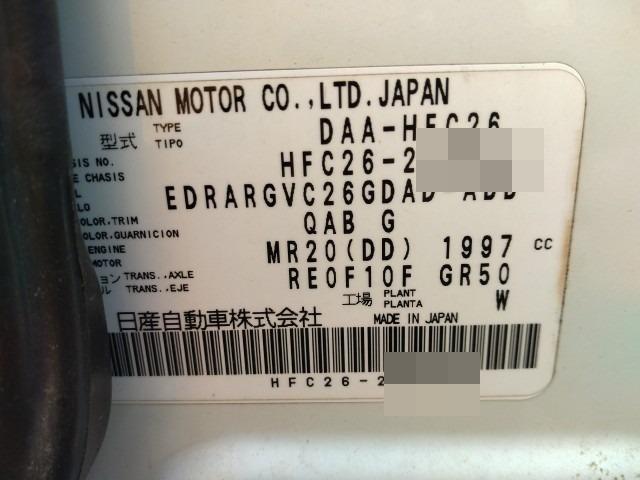 NISSAN MOTOR CO.,LTD.JAPAN
型式 TYPE TIPO DAA-HFC26
SIS NO. HFC26-2
E CHASIS
L EDRARGVC26GDAD
LO
OLOR,TRIM QAB G
OLOR.GUARNICION
ENGINE MR20(DD) 1997 CC
MOTOR
ョン TRANS.,AXLE RE0F10F GR50
ル TRANS.,EJE
工場 PLANT PLANTA W
日産自動車株式会社 MADE IN JAPAN
HFC26-2